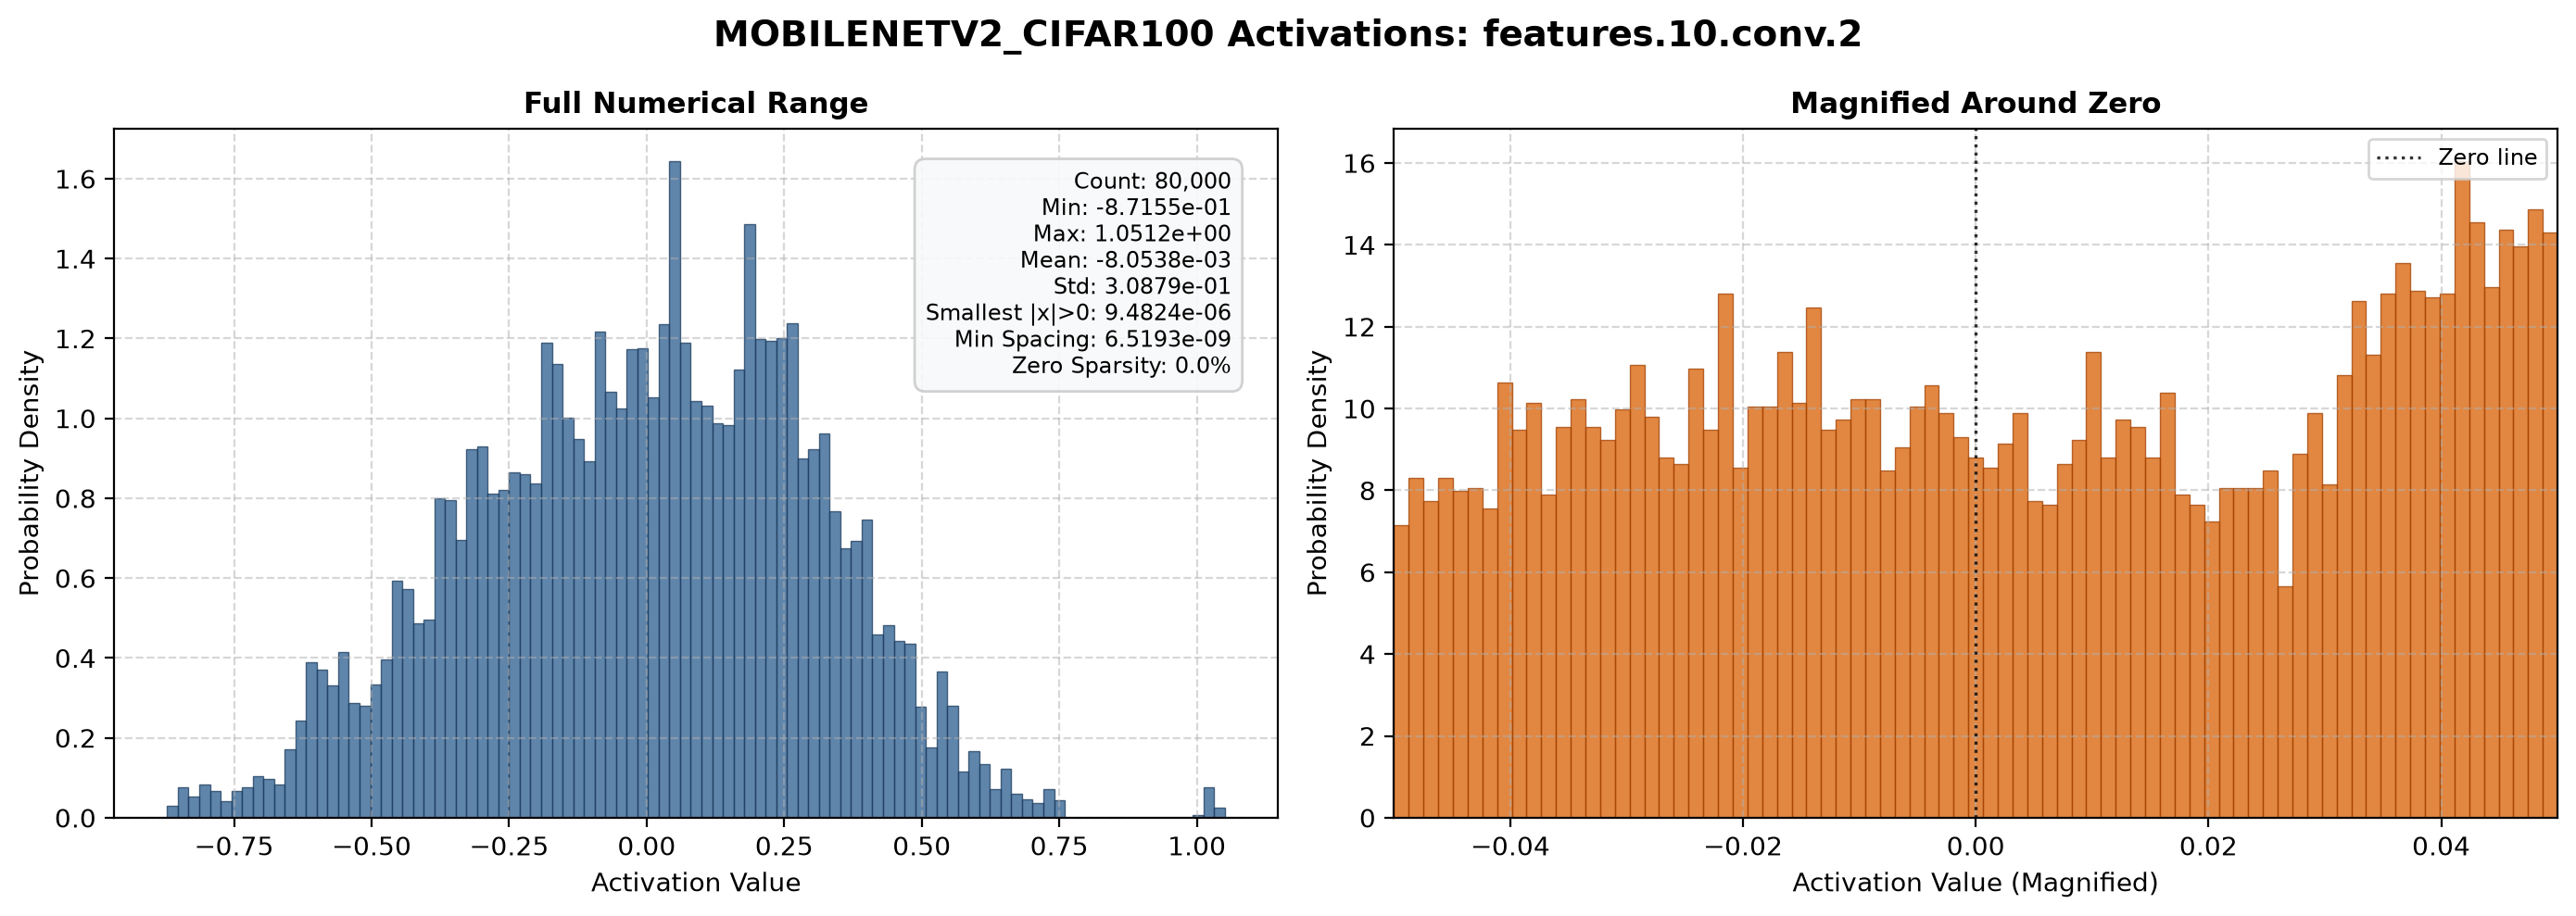 MOBILENETV2_CIFAR100 Activations: features.10.conv.2
Full Numerical Range
Probability Density
1.6
1.4
1.2
1.0
0.8
0.6
0.4
0.2
0.0
Count: 80,000
Min: -8.7155e-01
Max: 1.0512e+00
Mean: -8.0538e-03
Std: 3.0879e-01
Smallest |x|>0: 9.4824e-06
Min Spacing: 6.5193e-09
Zero Sparsity: 0.0%
−0.75 −0.50 −0.25 0.00 0.25 0.50 0.75 1.00
Activation Value
Magnified Around Zero
Probability Density
16
14
12
10
8
6
4
2
0
Zero line
−0.04 −0.02 0.00 0.02 0.04
Activation Value (Magnified)